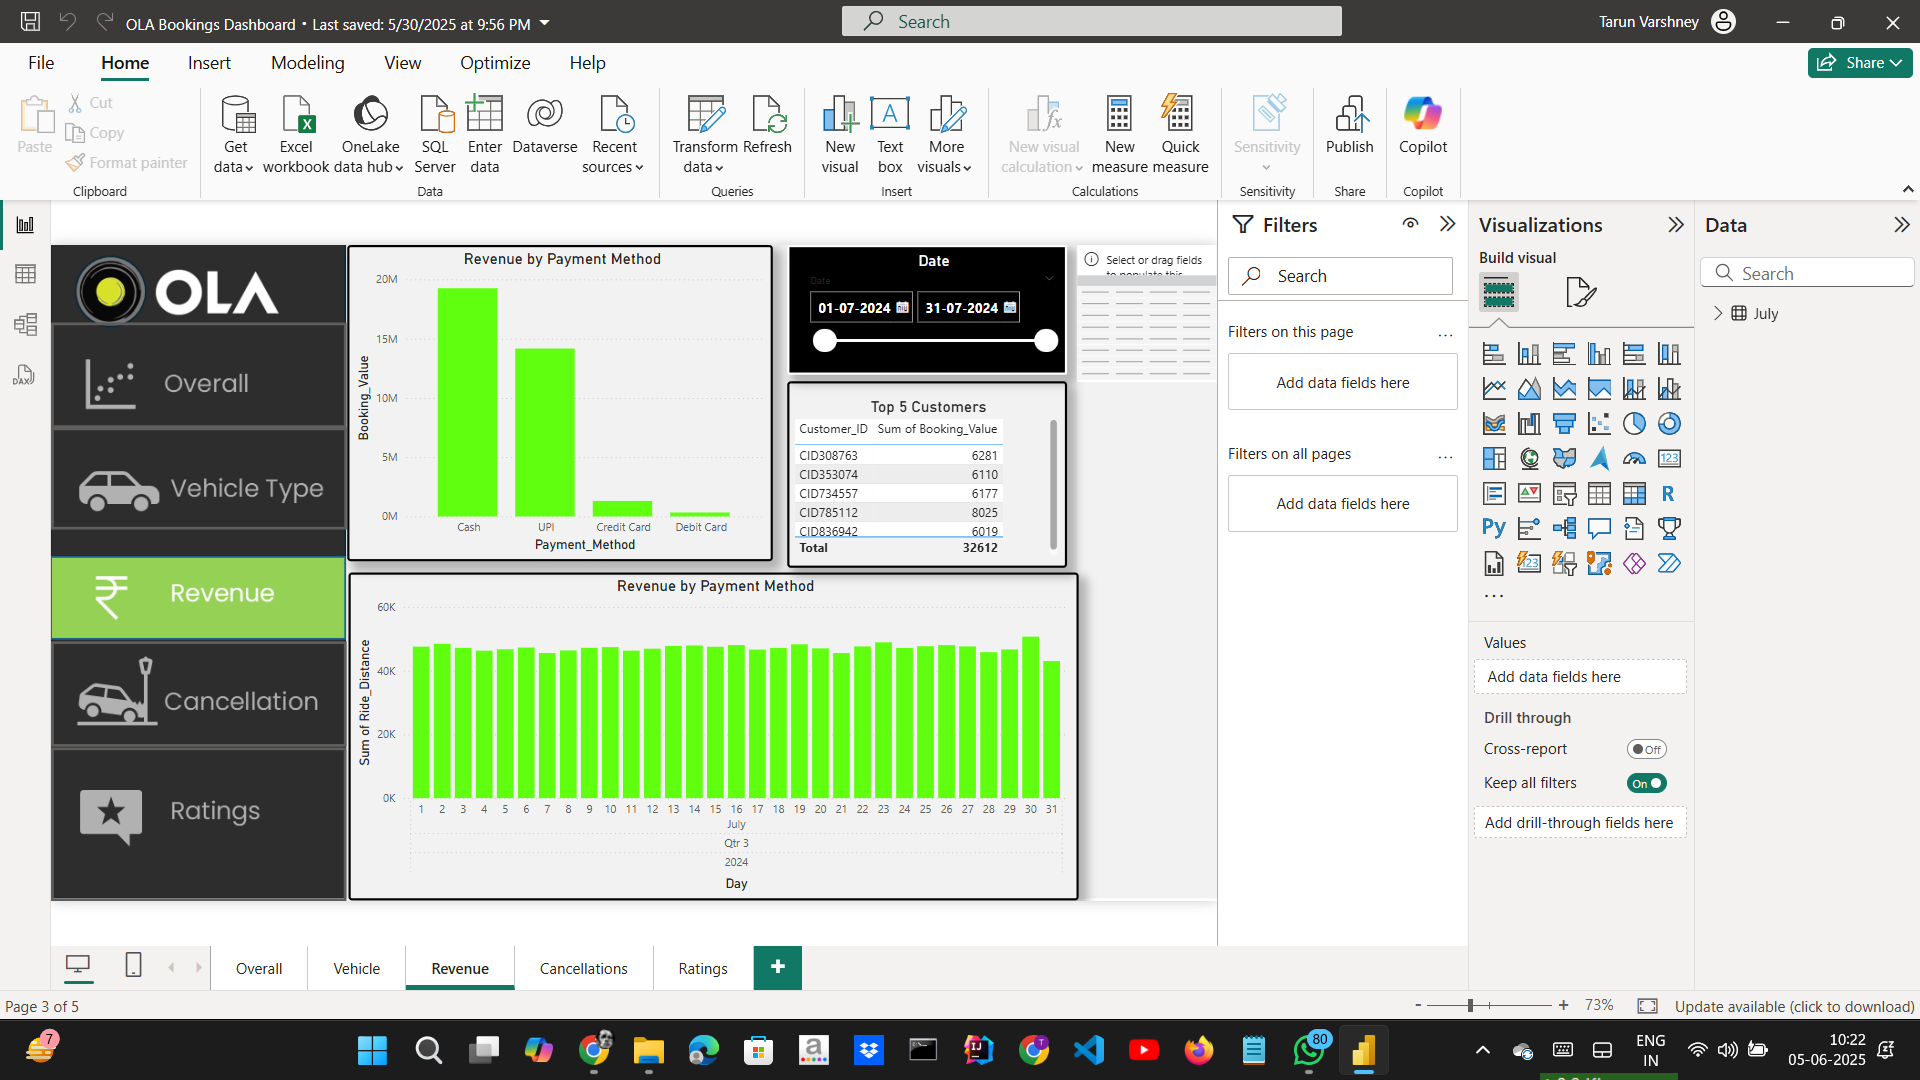 OLA Bookings Dashboard • Last saved: 5/30/2025 at 9:56 PM
Search
Tarun Varshney
File Home Insert Modeling View Optimize Help
Share
Paste
Cut
Copy
Format painter
Clipboard
Get data
Excel workbook
OneLake data hub
SQL Server
Enter data
Dataverse
Recent sources
Data
Transform data
Refresh
Queries
New visual
Text box
More visuals
Insert
New visual calculation
New measure
Quick measure
Calculations
Sensitivity
Sensitivity
Publish
Share
Copilot
Copilot
DAX
OLA
Overall
Vehicle Type
₹ Revenue
Cancellation
Ratings
Revenue by Payment Method
Booking_Value
20M
15M
10M
5M
0M
Cash UPI Credit Card Debit Card
Payment_Method
Date
Date
01-07-2024 31-07-2024
Top 5 Customers
Customer_ID Sum of Booking_Value
CID308763 6281
CID353074 6110
CID734557 6177
CID785112 8025
CID836942 6019
Total 32612
Select or drag fields
to populate this
Revenue by Payment Method
Sum of Ride_Distance
60K
40K
20K
0K
1 2 3 4 5 6 7 8 9 10 11 12 13 14 15 16 17 18 19 20 21 22 23 24 25 26 27 28 29 30 31
July
Qtr 3
2024
Day
Filters
Search
Filters on this page ...
Add data fields here
Filters on all pages ...
Add data fields here
Visualizations
Build visual
123
R
Py
123
...
Values
Add data fields here
Drill through
Cross-report Off
Keep all filters On
Add drill-through fields here
Data
Search
July
Overall Vehicle Revenue Cancellations Ratings +
Page 3 of 5
- + 73%
Update available (click to download)
7
80
ENG
IN
10:22
05-06-2025